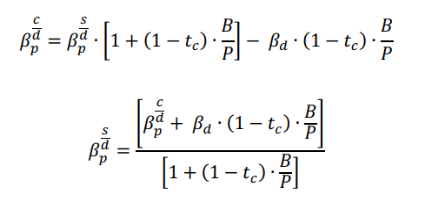 β_p^{c/d} = β_p^{s/d} · [1 + (1 − t_c) · B/P] − β_d · (1 − t_c) · B/P
β_p^{s/d} = [β_p^{c/d} + β_d · (1 − t_c) · B/P] / [1 + (1 − t_c) · B/P]